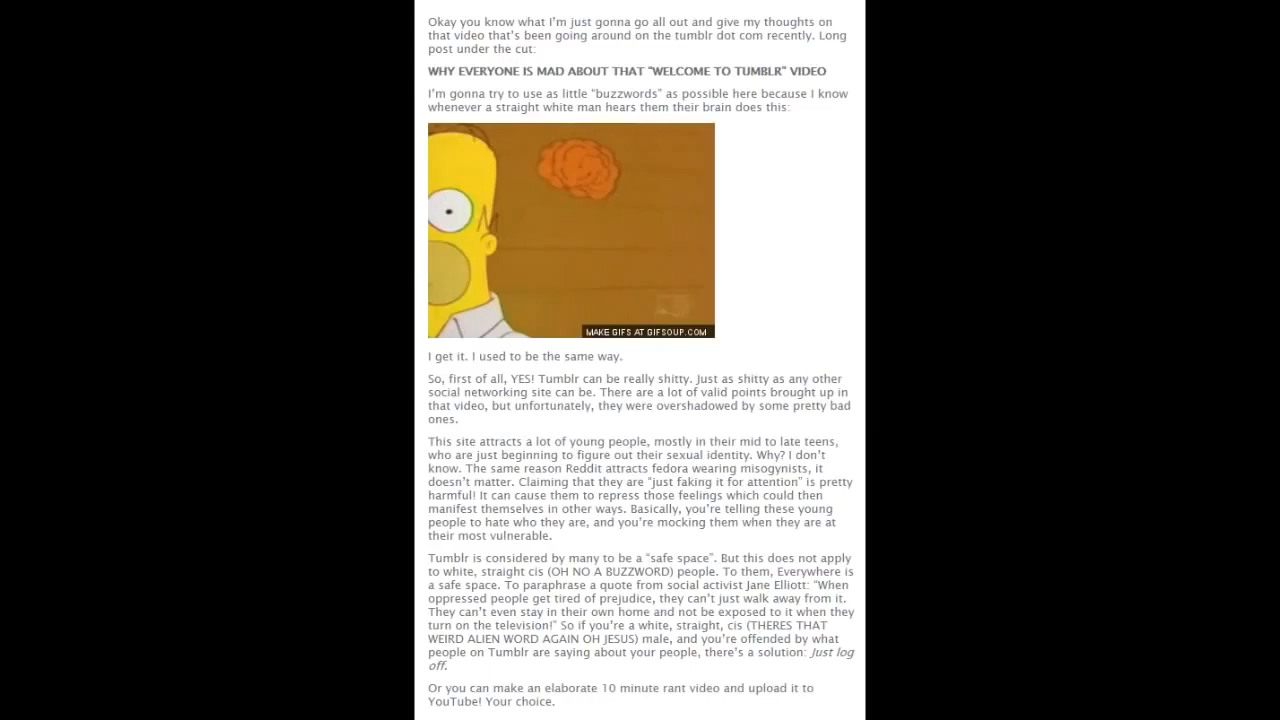 Okay you know what I'm just gonna go all out and give my thoughts on
that video that's been going around on the tumblr dot com recently. Long
post under the cut:
WHY EVERYONE IS MAD ABOUT THAT "WELCOME TO TUMBLR" VIDEO
I'm gonna try to use as little "buzzwords" as possible here because I know
whenever a straight white man hears them their brain does this:
MAKE GIFS AT GIFSOUP.COM
I get it. I used to be the same way.
So, first of all, YES! Tumblr can be really shitty. Just as shitty as any other
social networking site can be. There are a lot of valid points brought up in
that video, but unfortunately, they were overshadowed by some pretty bad
ones.
This site attracts a lot of young people, mostly in their mid to late teens,
who are just beginning to figure out their sexual identity. Why? I don't
know. The same reason Reddit attracts fedora wearing misogynists, it
doesn't matter. Claiming that they are "just faking it for attention" is pretty
harmful! It can cause them to repress those feelings which could then
manifest themselves in other ways. Basically, you're telling these young
people to hate who they are, and you're mocking them when they are at
their most vulnerable.
Tumblr is considered by many to be a "safe space". But this does not apply
to white, straight cis (OH NO A BUZZWORD) people. To them, Everywhere is
a safe space. To paraphrase a quote from social activist Jane Elliott: "When
oppressed people get tired of prejudice, they can't just walk away from it.
They can't even stay in their own home and not be exposed to it when they
turn on the television!" So if you're a white, straight, cis (THERES THAT
WEIRD ALIEN WORD AGAIN OH JESUS) male, and you're offended by what
people on Tumblr are saying about your people, there's a solution: Just log
off.
Or you can make an elaborate 10 minute rant video and upload it to
YouTube! Your choice.